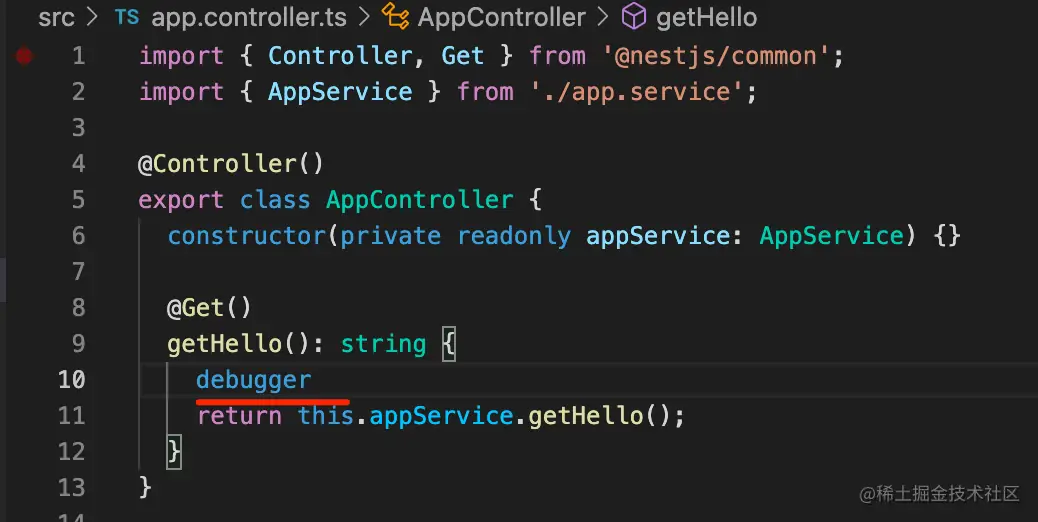 src > TS app.controller.ts > AppController > getHello
1 import { Controller, Get } from '@nestjs/common';
2 import { AppService } from './app.service';
3
4 @Controller()
5 export class AppController {
6 constructor(private readonly appService: AppService) {}
7
8 @Get()
9 getHello(): string {
10 debugger
11 return this.appService.getHello();
12 }
13 }
14
@稀土掘金技术社区